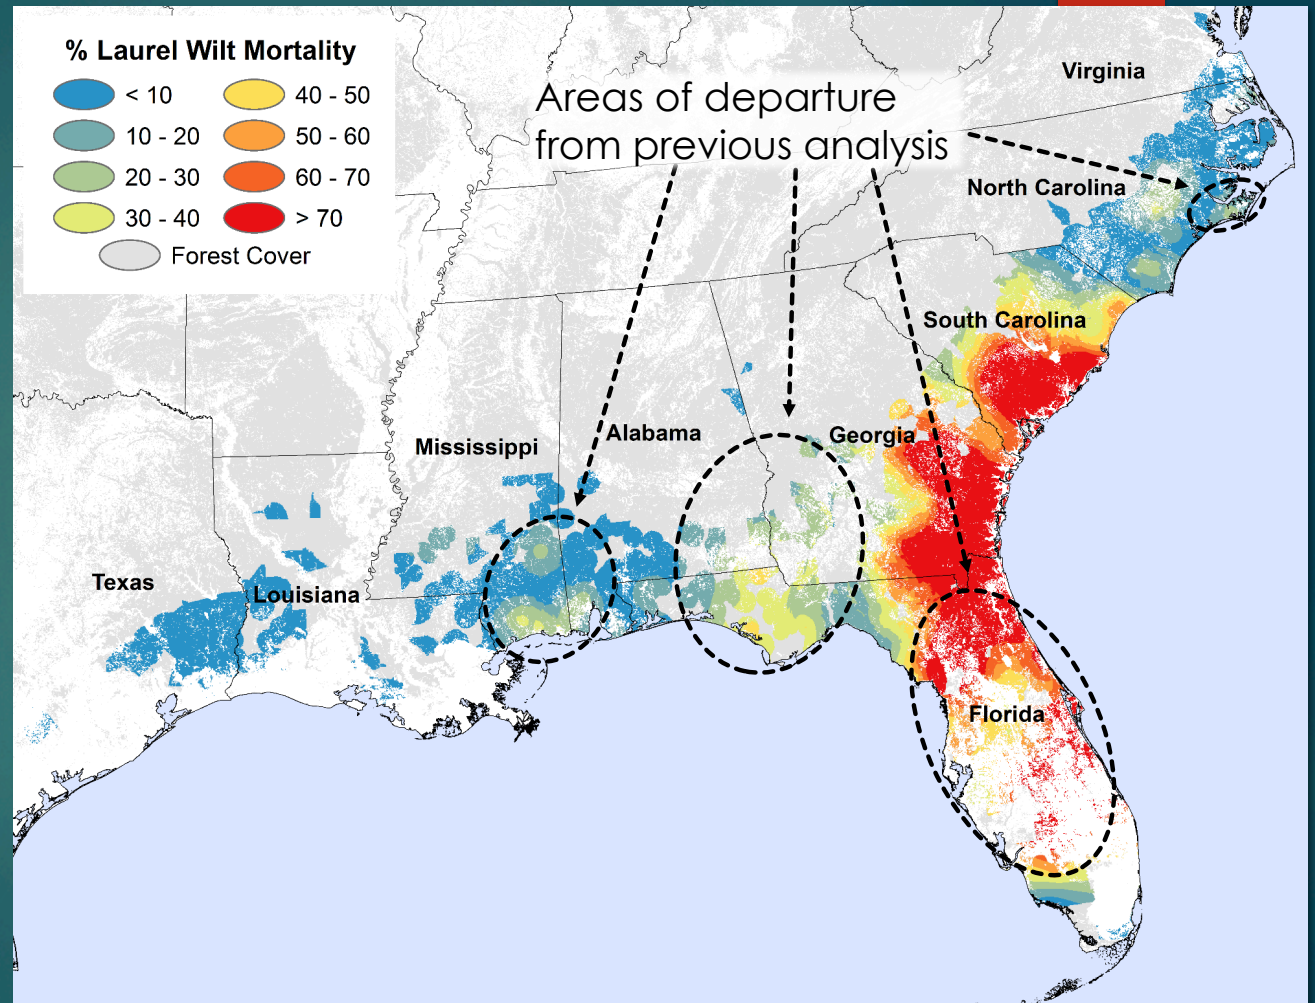 % Laurel Wilt Mortality
< 10
40 - 50
10 - 20
50 - 60
20 - 30
60 - 70
30 - 40
> 70
Forest Cover
Areas of departure
from previous analysis
Virginia
North Carolina
South Carolina
Mississippi
Alabama
Georgia
Texas
Louisiana
Florida